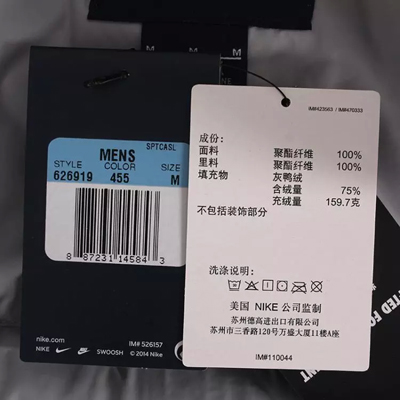 M
M
NIKE
SPTCASL
MENS
STYLE COLOR SIZE
626919 455 M
8 87231 14584 3
IM# 526157
NIKE SWOOSH © 2014 Nike
IM#423563 / IM#470333
成份：
面料 聚酯纤维 100%
里料 聚酯纤维 100%
填充物 灰鸭绒
含绒量 75%
充绒量 159.7克
不包括装饰部分
洗涤说明：
美国 NIKE 公司监制
苏州德高进出口有限公司
苏州市三香路120号万盛大厦11楼A座
IM#110044